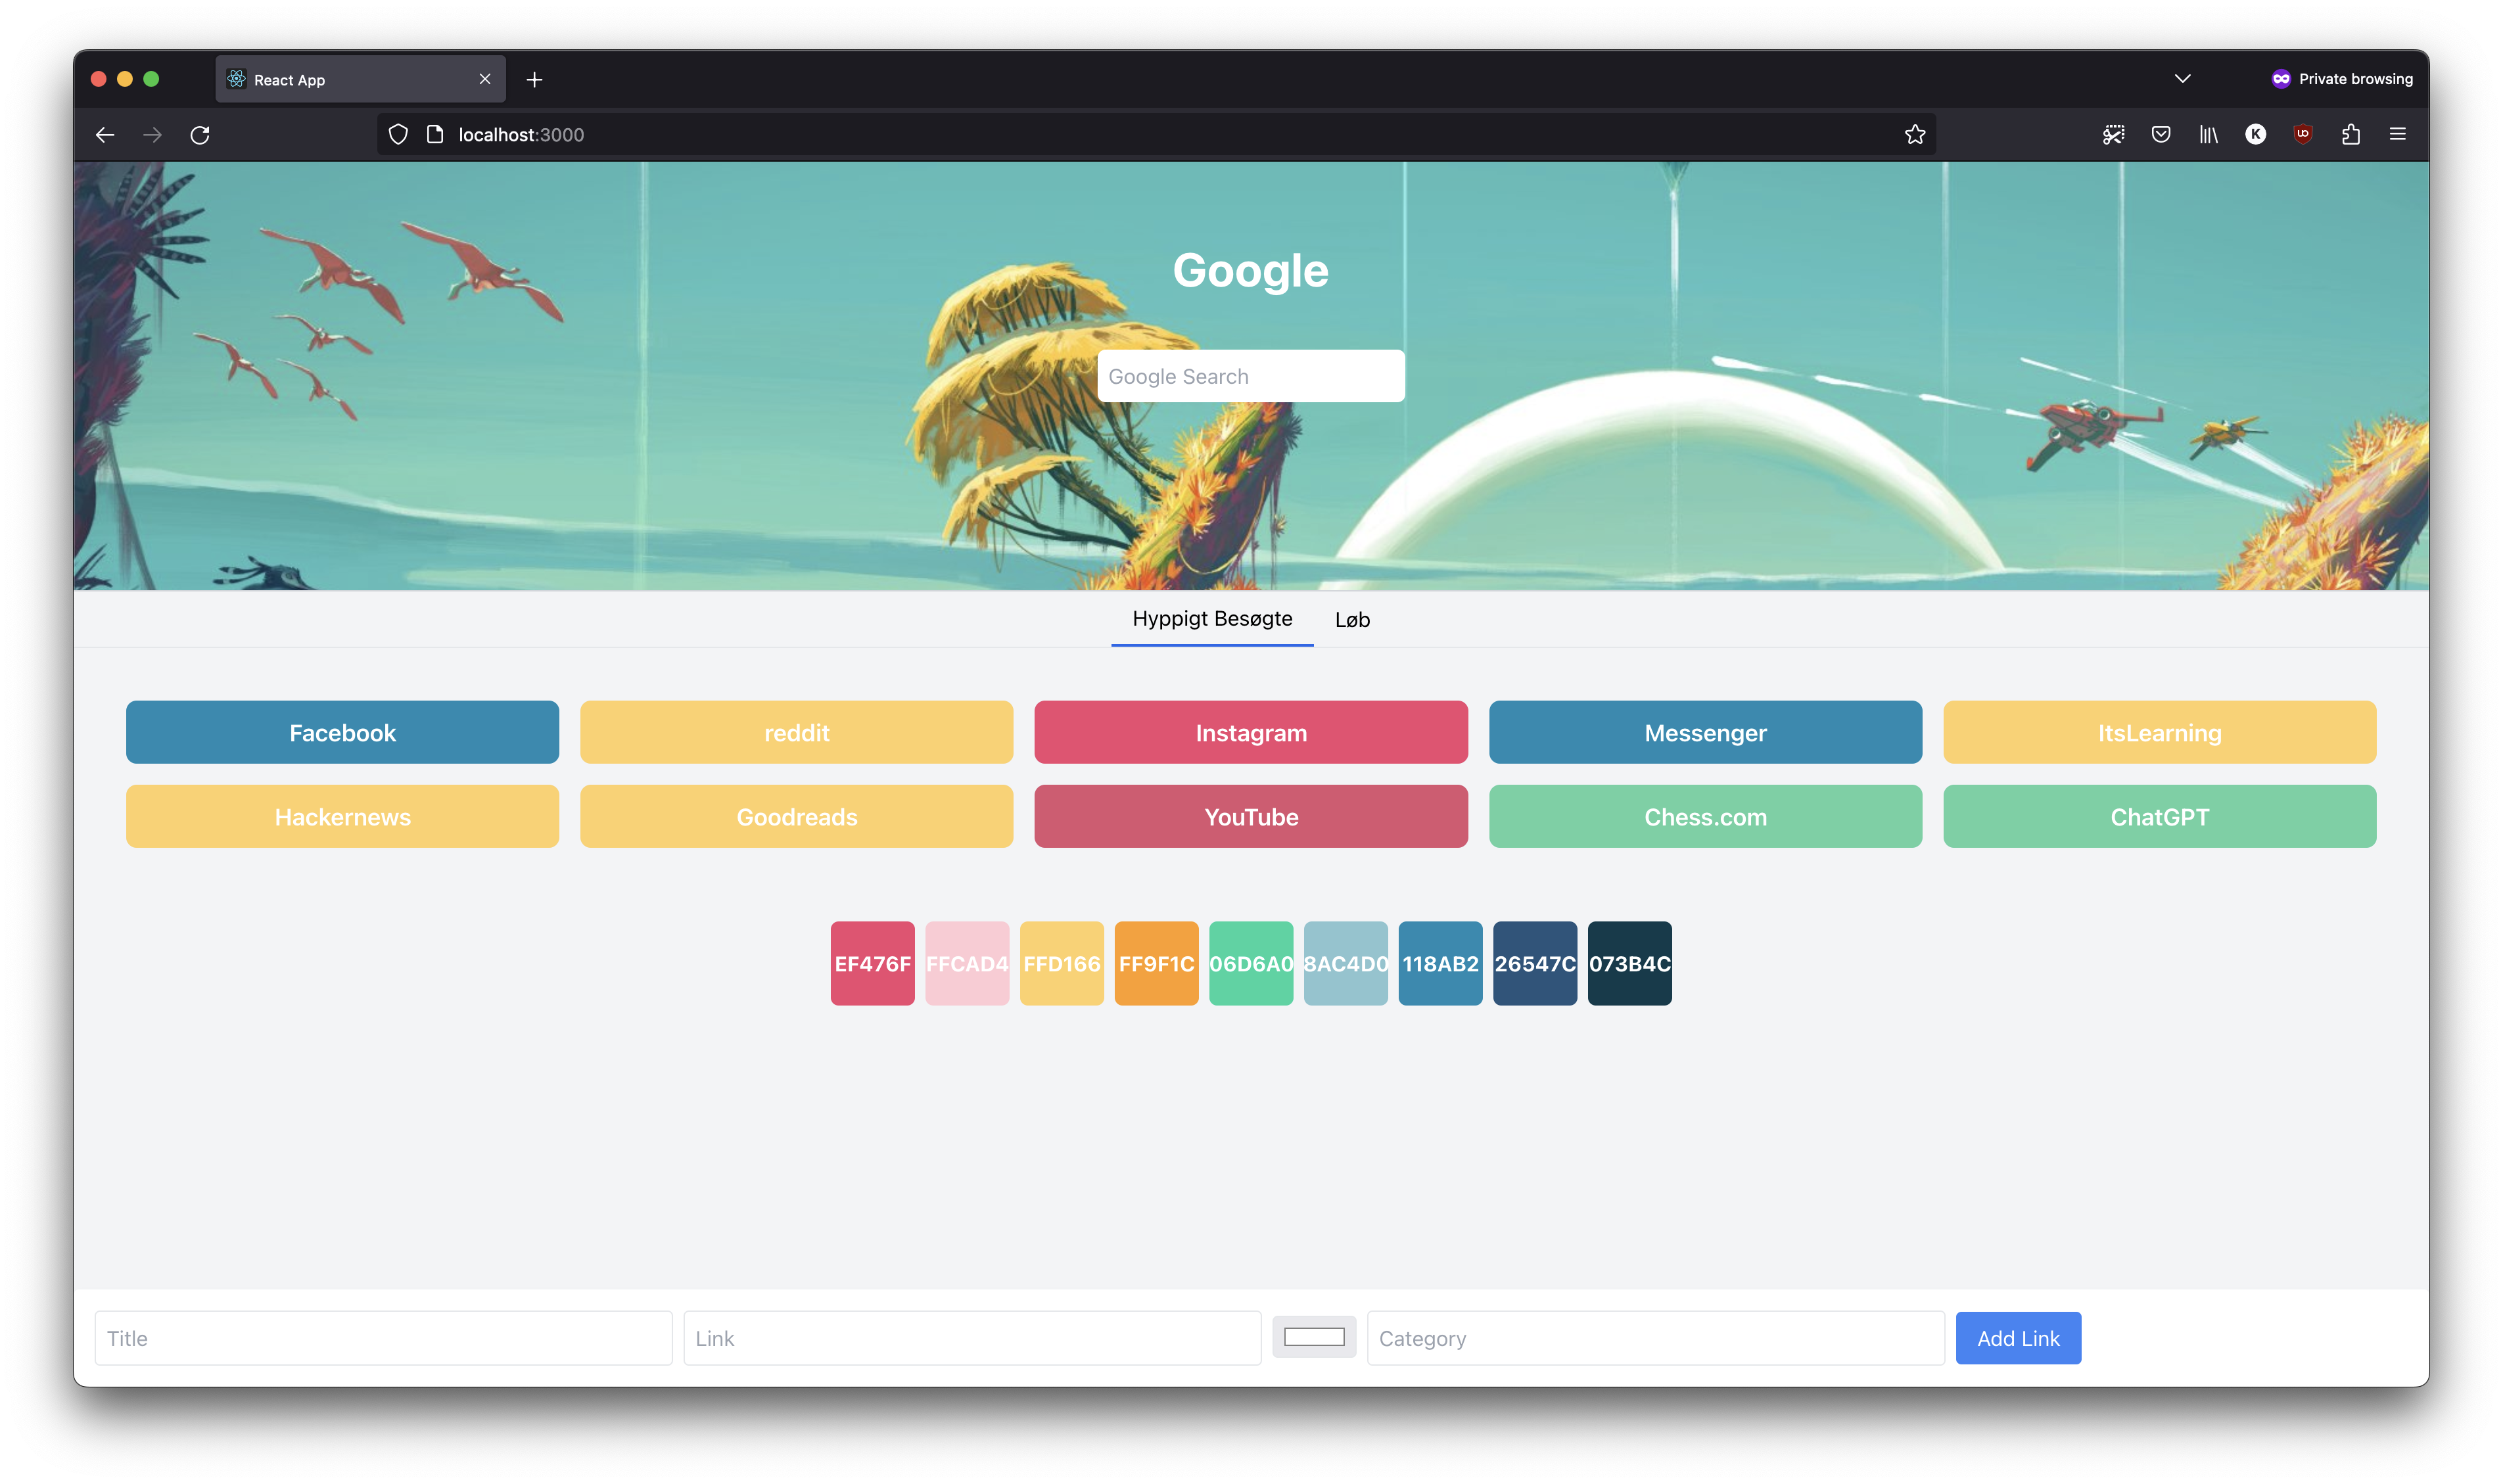 React App
Private browsing
localhost:3000
Google
Google Search
Hyppigt Besøgte Løb
Facebook reddit Instagram Messenger ItsLearning
Hackernews Goodreads YouTube Chess.com ChatGPT
EF476F FFCAD4 FFD166 FF9F1C 06D6A0 8AC4D0 118AB2 26547C 073B4C
Title Link Category Add Link